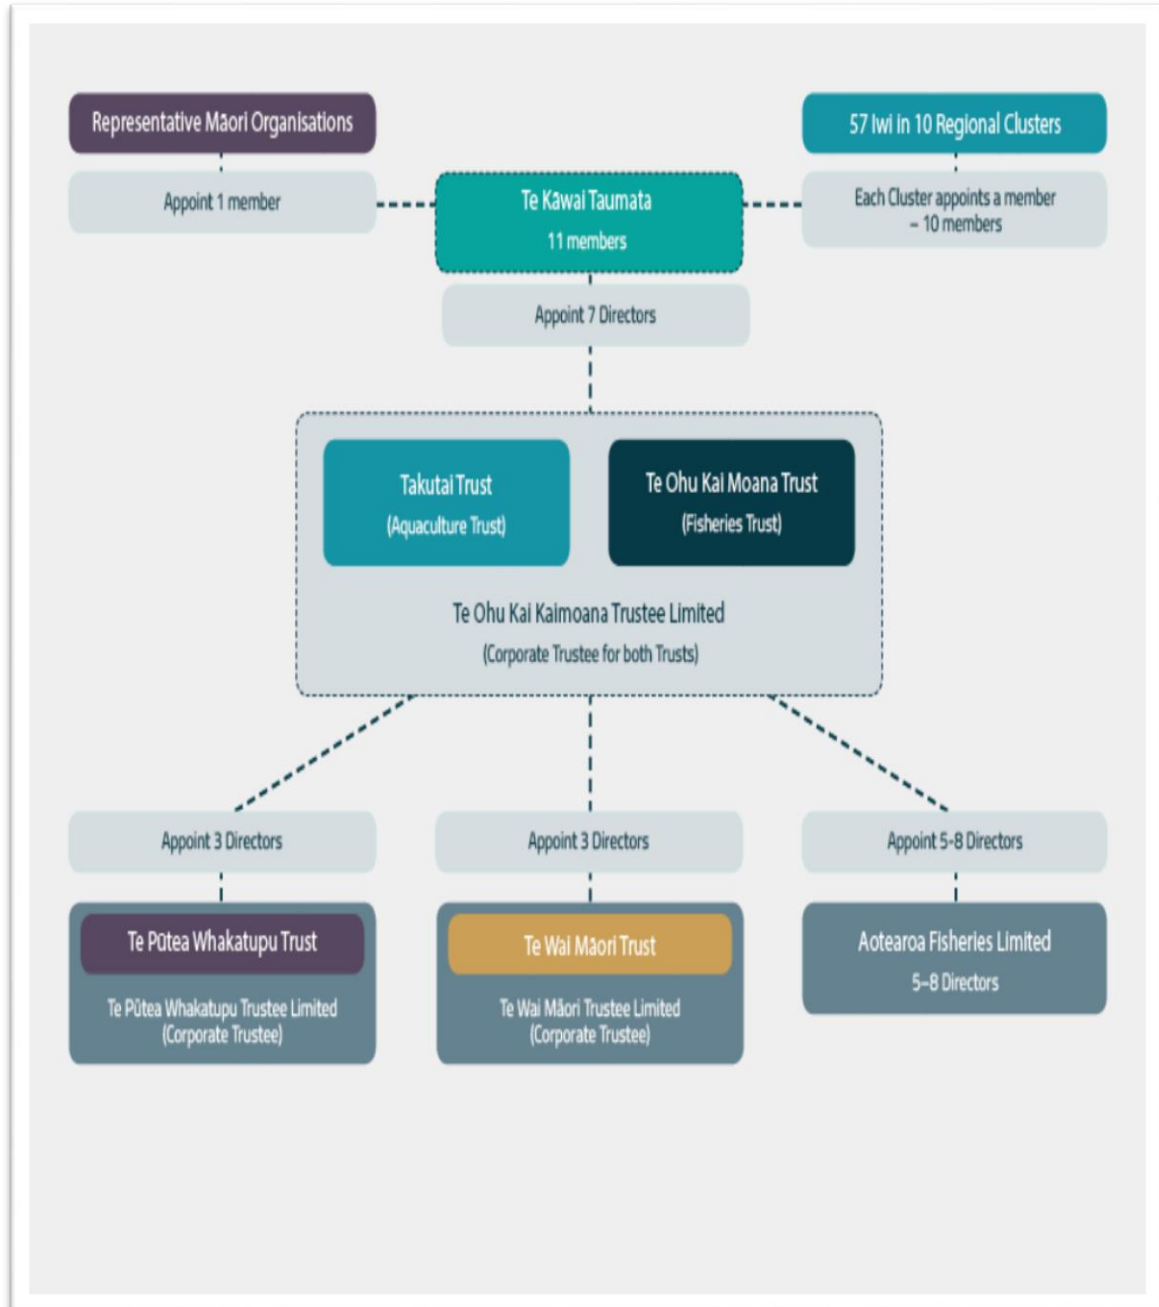 Representative Māori Organisations
57 Iwi in 10 Regional Clusters
Appoint 1 member
Te Kāwai Taumata
11 members
Each Cluster appoints a member
– 10 members
Appoint 7 Directors
Takutai Trust
(Aquaculture Trust)
Te Ohu Kai Moana Trust
(Fisheries Trust)
Te Ohu Kai Kaimoana Trustee Limited
(Corporate Trustee for both Trusts)
Appoint 3 Directors
Appoint 3 Directors
Appoint 5-8 Directors
Te Pūtea Whakatupu Trust
Te Pūtea Whakatupu Trustee Limited
(Corporate Trustee)
Te Wai Māori Trust
Te Wai Māori Trustee Limited
(Corporate Trustee)
Aotearoa Fisheries Limited
5–8 Directors